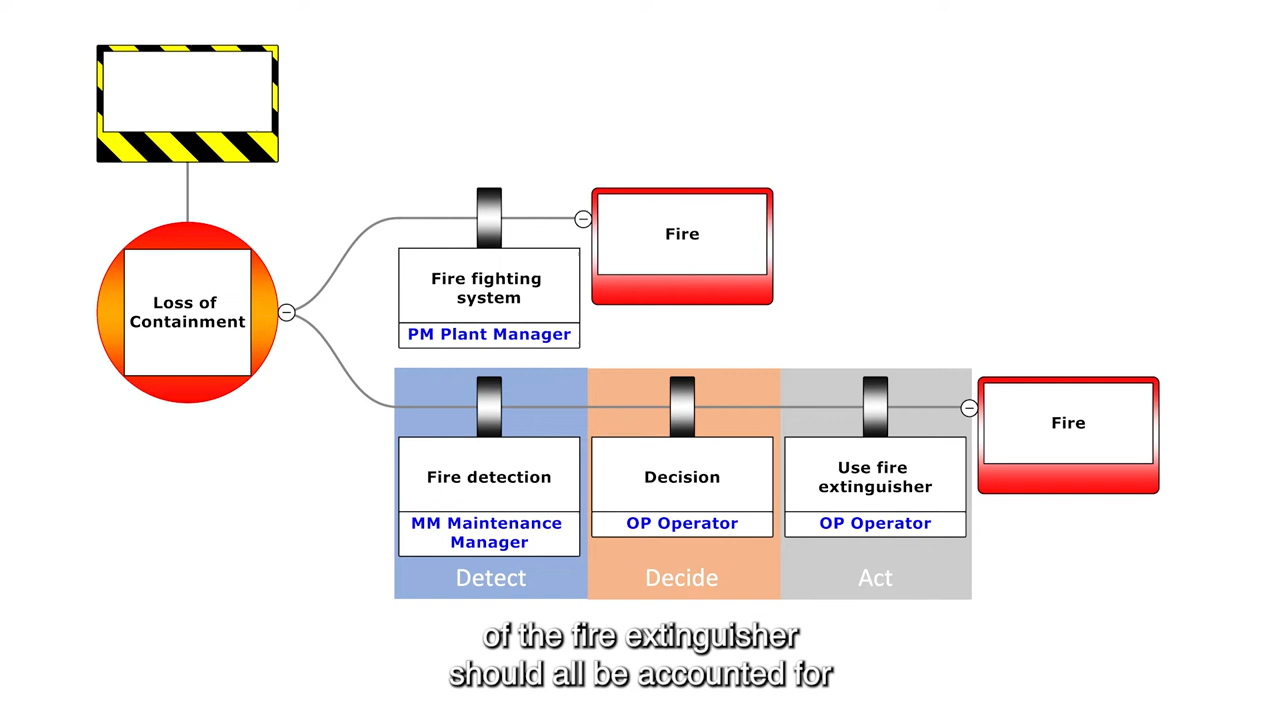 Loss of
Containment
Fire fighting
system
PM Plant Manager
Fire
Fire detection
MM Maintenance
Manager
Detect
Decision
OP Operator
Decide
Use fire
extinguisher
OP Operator
Act
Fire
of the fire extinguisher
should all be accounted for